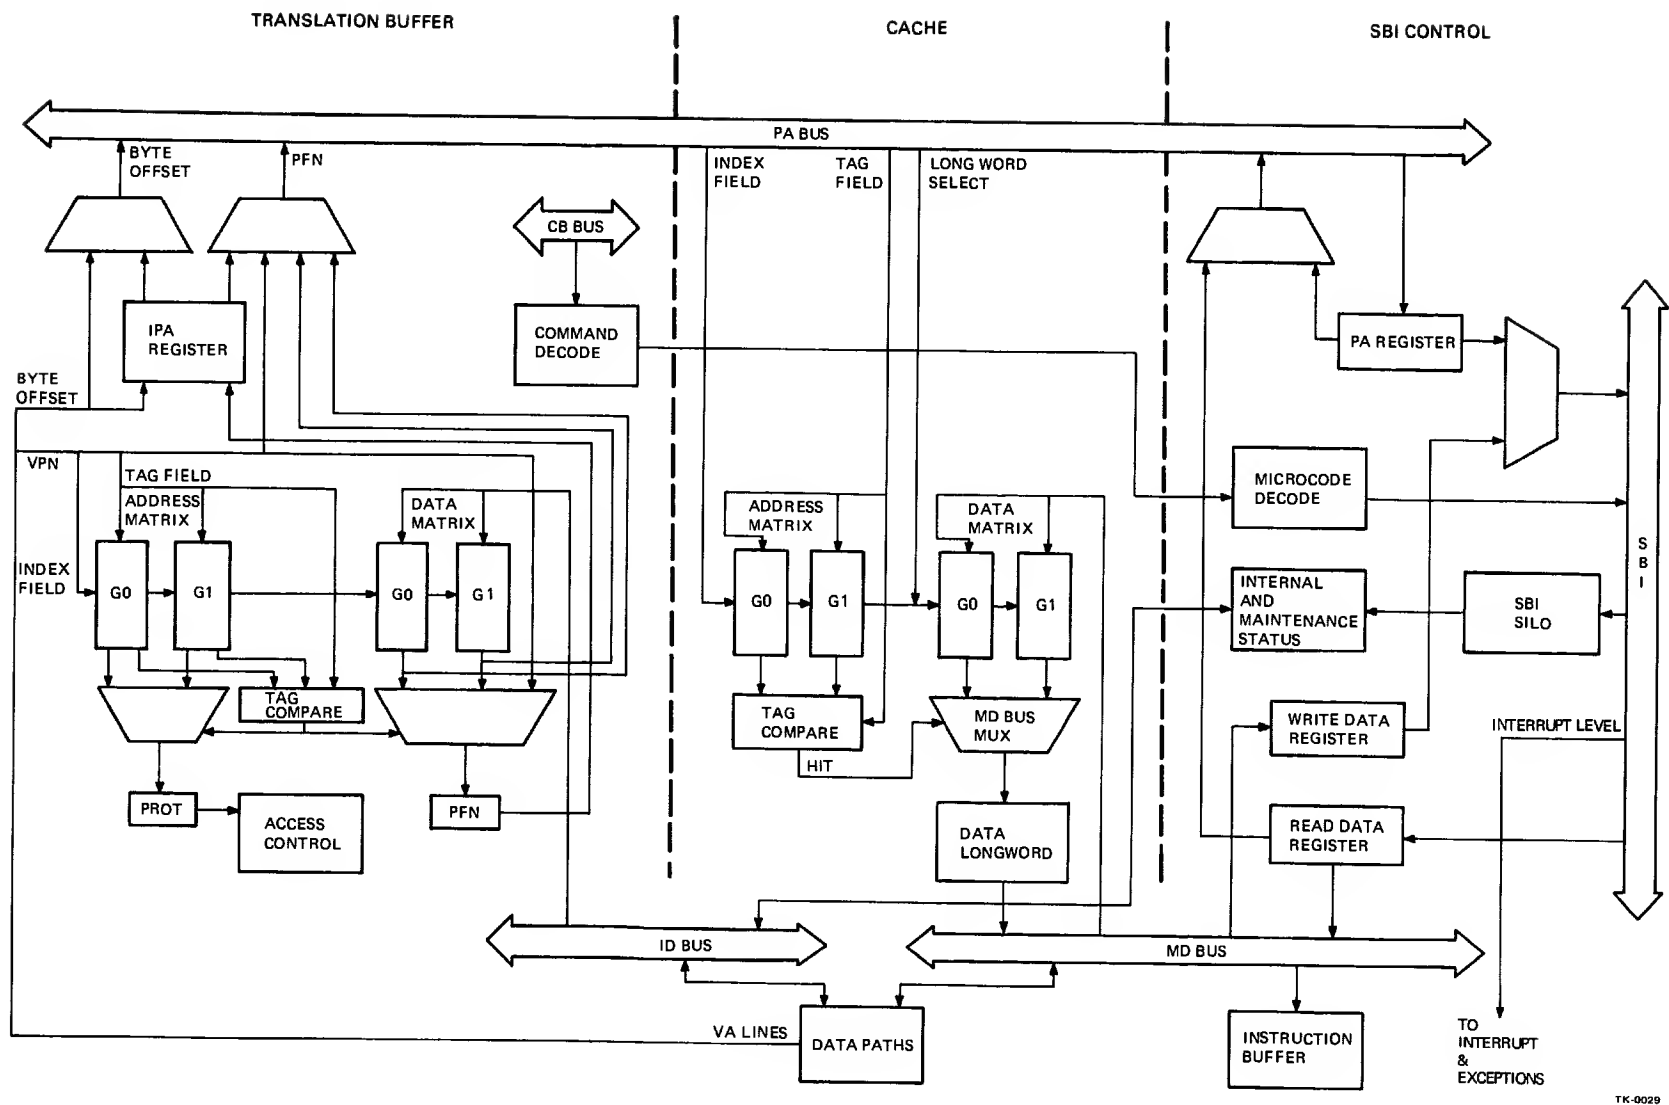 TRANSLATION BUFFER
CACHE
SBI CONTROL
PA BUS
BYTE
OFFSET
PFN
INDEX
FIELD
TAG
FIELD
LONG WORD
SELECT
CB BUS
IPA
REGISTER
COMMAND
DECODE
PA REGISTER
BYTE
OFFSET
VPN
TAG FIELD
ADDRESS
MATRIX
DATA
MATRIX
INDEX
FIELD
G0
G1
G0
G1
TAG
COMPARE
PROT
ACCESS
CONTROL
PFN
ADDRESS
MATRIX
DATA
MATRIX
G0
G1
G0
G1
TAG
COMPARE
HIT
MD BUS
MUX
DATA
LONGWORD
MICROCODE
DECODE
INTERNAL
AND
MAINTENANCE
STATUS
SBI
SILO
S
B
I
WRITE DATA
REGISTER
INTERRUPT LEVEL
READ DATA
REGISTER
ID BUS
MD BUS
VA LINES
DATA PATHS
INSTRUCTION
BUFFER
TO
INTERRUPT
&
EXCEPTIONS
TK-0029